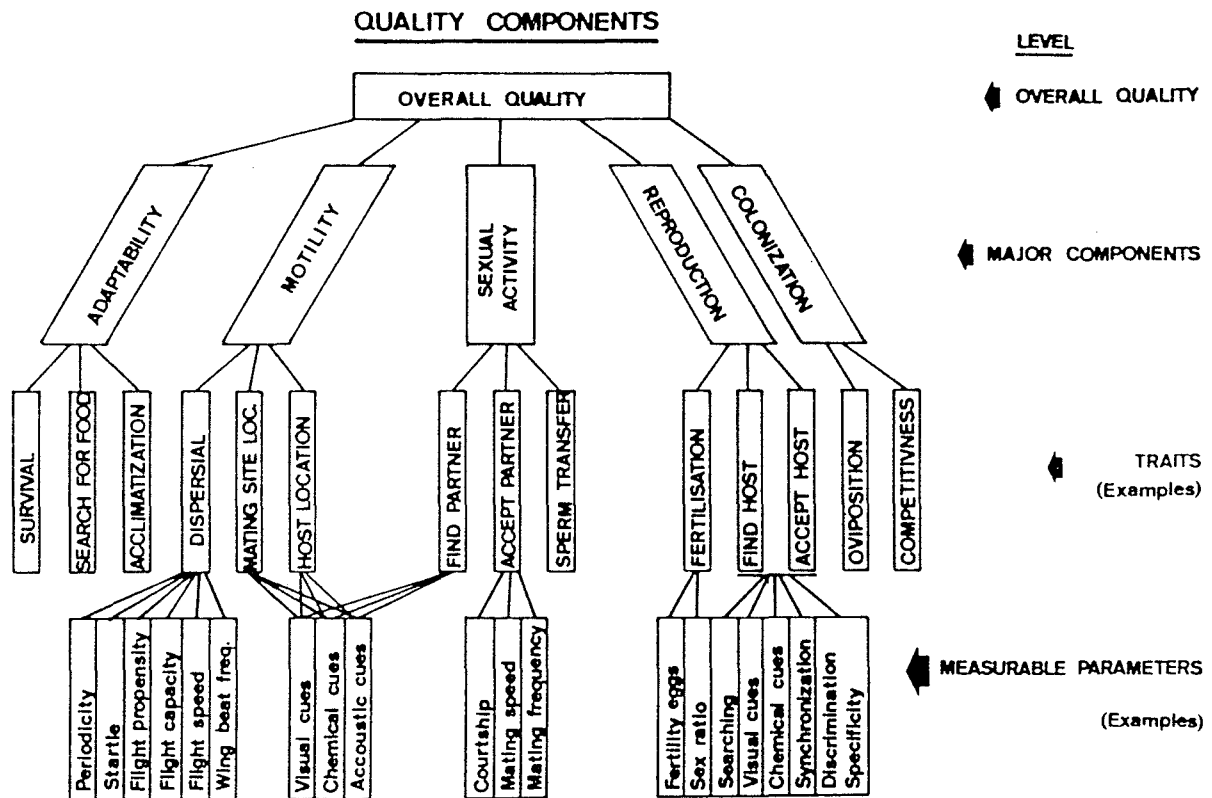 QUALITY COMPONENTS
LEVEL
OVERALL QUALITY
OVERALL QUALITY
ADAPTABILITY
MOTILITY
SEXUAL
ACTIVITY
REPRODUCTION
COLONIZATION
MAJOR COMPONENTS
SURVIVAL
SEARCH FOR FOOD
ACCLIMATIZATION
DISPERSIAL
MATING SITE LOC.
HOST LOCATION
FIND PARTNER
ACCEPT PARTNER
SPERM TRANSFER
FERTILISATION
FIND HOST
ACCEPT HOST
OVIPOSITION
COMPETITIVNESS
TRAITS
(Examples)
Periodicity
Startle
Flight propensity
Flight capacity
Flight speed
Wing beat freq.
Visual cues
Chemical cues
Accoustic cues
Courtship
Mating speed
Mating frequency
Fertility eggs
Sex ratio
Searching
Visual cues
Chemical cues
Synchronization
Discrimination
Specificity
MEASURABLE PARAMETERS
(Examples)